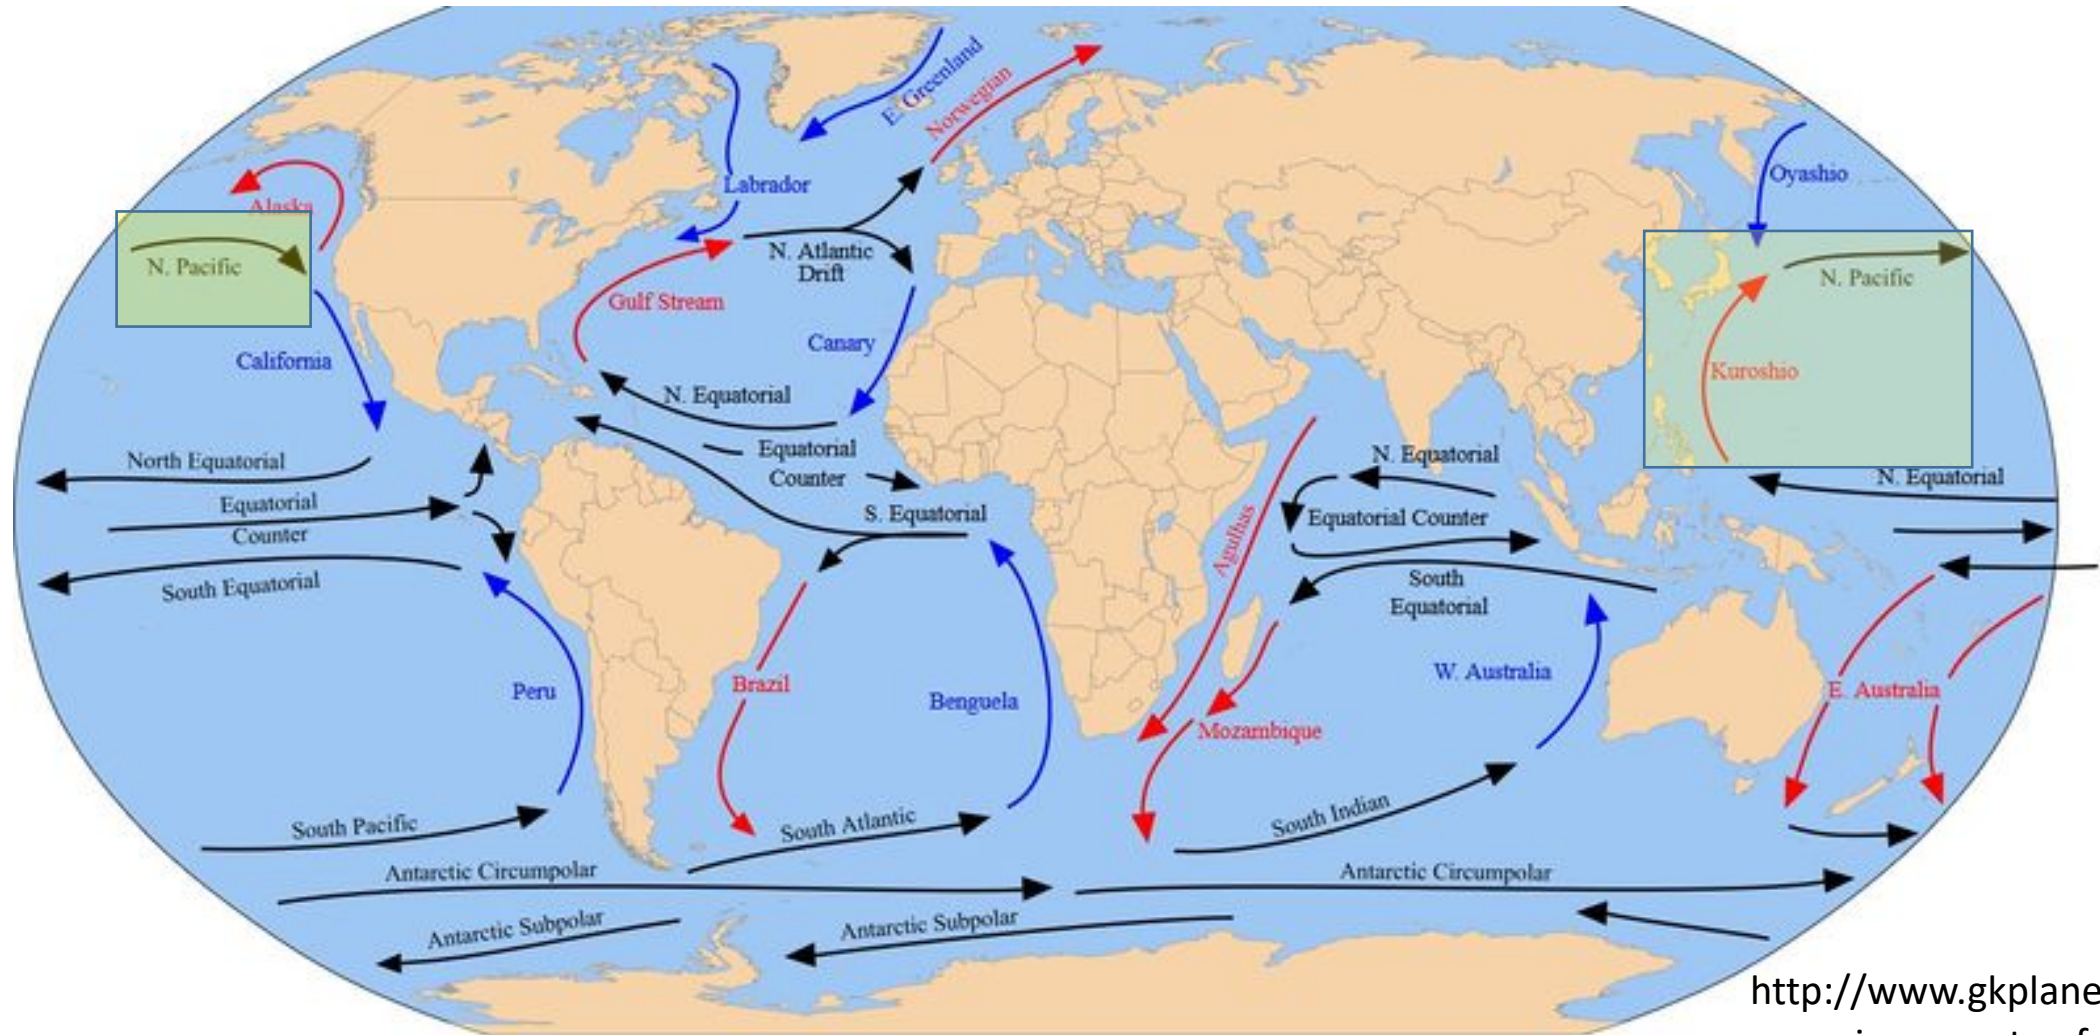 E. Greenland
Norwegian
Labrador
Oyashio
Alaska
N. Pacific
N. Atlantic
Drift
N. Pacific
Gulf Stream
California
Canary
Kuroshio
N. Equatorial
North Equatorial
Equatorial
Counter
N. Equatorial
N. Equatorial
Equatorial
Counter
S. Equatorial
Equatorial Counter
Agulhas
South Equatorial
South
Equatorial
Peru
Brazil
Benguela
W. Australia
E. Australia
Mozambique
South Pacific
South Atlantic
South Indian
Antarctic Circumpolar
Antarctic Circumpolar
Antarctic Subpolar
Antarctic Subpolar
http://www.gkplane